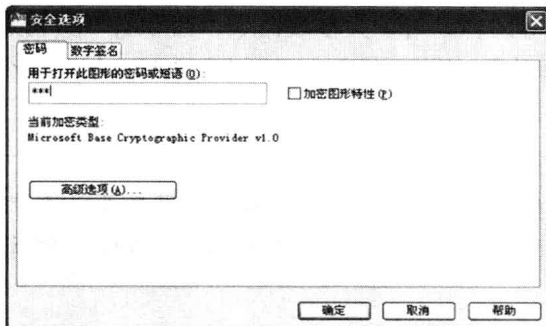 安全选项
密码 数字签名
用于打开此图形的密码或短语(O):
***
加密图形特性(P)
当前加密类型:
Microsoft Base Cryptographic Provider v1.0
高级选项(A)...
确定 取消 帮助